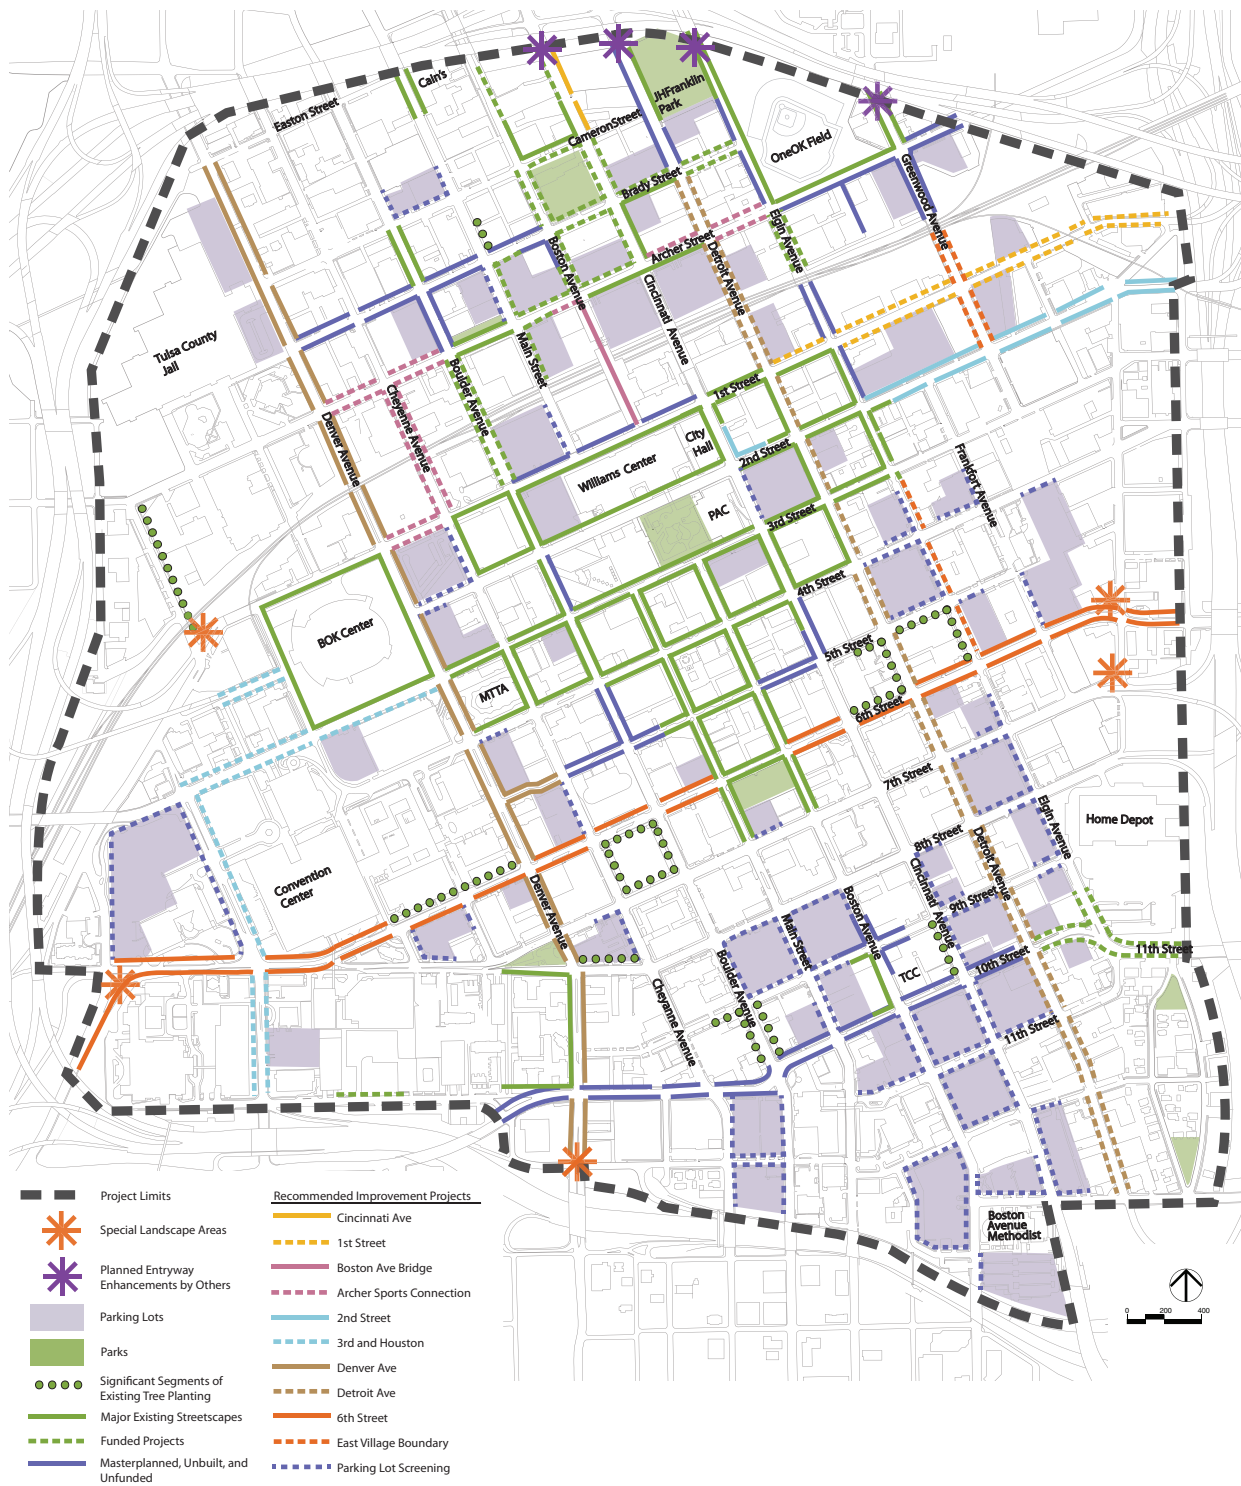 Cain's
Easton Street
JHFranklin
Park
CameronStreet
OneOK Field
Brady Street
Greenwood Avenue
Elgin Avenue
Archer Street
Boston Avenue
Detroit Avenue
Cincinnati Avenue
Tulsa County
Jail
Main Street
Boulder Avenue
Cheyenne Avenue
1st Street
Denver Avenue
City
Hall
2nd Street
Williams Center
Frankfort Avenue
PAC
3rd Street
4th Street
BOK Center
5th Street
MTTA
6th Street
7th Street
Elgin Avenue
Home Depot
8th Street
Detroit Avenue
Cincinnati Avenue
Convention
Center
Denver Avenue
Boston Avenue
9th Street
Main Street
11th Street
Boulder Avenue
TCC
10th Street
Cheyanne Avenue
11th Street
Boston
Avenue
Methodist
0 200 400
Project Limits
Special Landscape Areas
Planned Entryway
Enhancements by Others
Parking Lots
Parks
Significant Segments of
Existing Tree Planting
Major Existing Streetscapes
Funded Projects
Masterplanned, Unbuilt, and
Unfunded
Recommended Improvement Projects
Cincinnati Ave
1st Street
Boston Ave Bridge
Archer Sports Connection
2nd Street
3rd and Houston
Denver Ave
Detroit Ave
6th Street
East Village Boundary
Parking Lot Screening